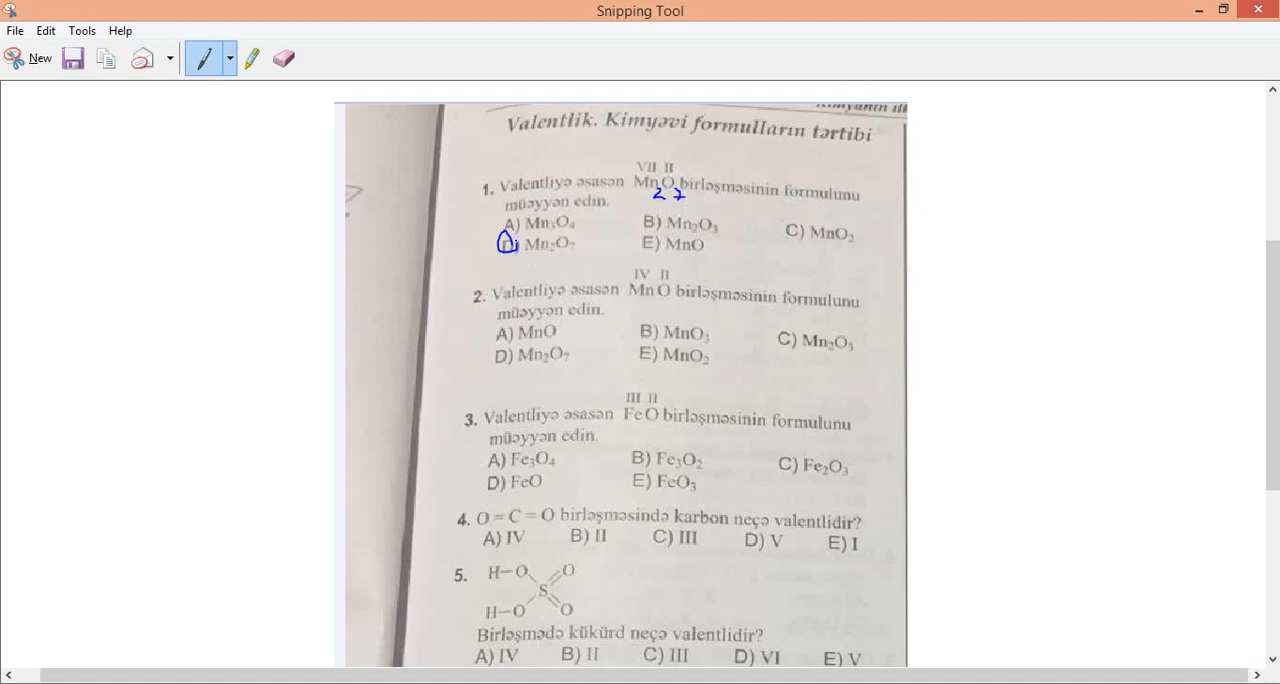 Snipping Tool
File Edit Tools Help
New
Valentlik. Kimyəvi formulların tərtibi
VII II
1. Valentliyə əsasən MnO birləşməsinin formulunu
2 7
müəyyən edin.
A) Mn₃O₄ B) Mn₂O₃ C) MnO₂
D) Mn₂O₇ E) MnO
IV II
2. Valentliyə əsasən MnO birləşməsinin formulunu
müəyyən edin.
A) MnO B) MnO₃ C) Mn₂O₃
D) Mn₂O₇ E) MnO₂
III II
3. Valentliyə əsasən FeO birləşməsinin formulunu
müəyyən edin.
A) Fe₃O₄ B) Fe₃O₂ C) Fe₂O₃
D) FeO E) FeO₃
4. O = C = O birləşməsində karbon neçə valentlidir?
A) IV B) II C) III D) V E) I
5. H–O O
S
H–O O
Birləşmədə kükürd neçə valentlidir?
A) IV B) II C) III D) VI E) V